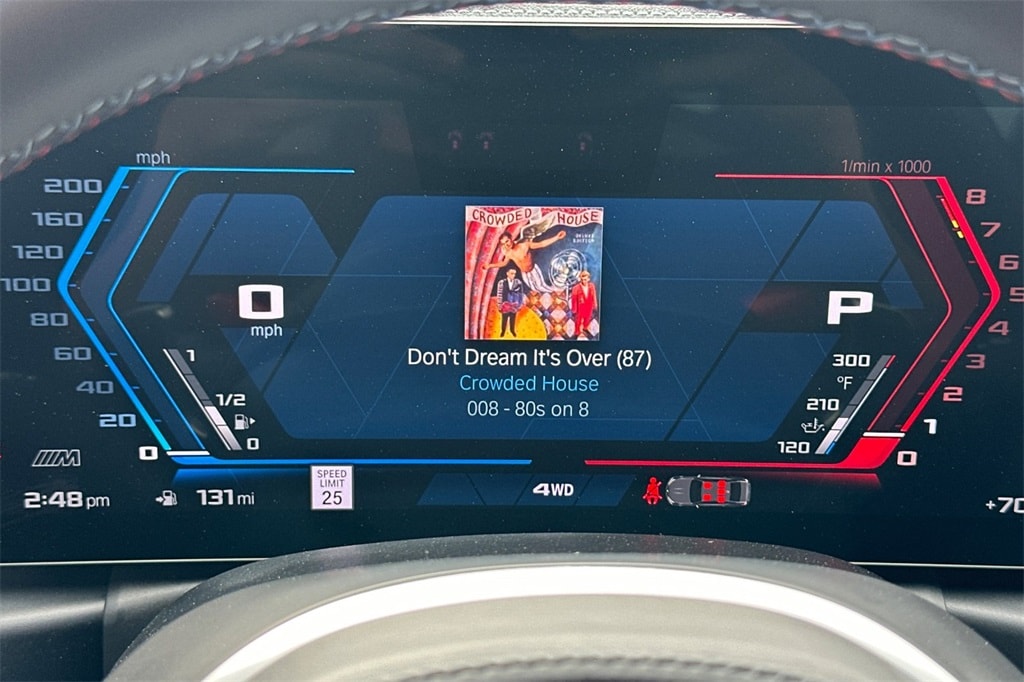 mph
1/min x 1000
200
160
120
100
80
60
40
20
0
0
mph
1
1/2
0
CROWDED HOUSE
DELUXE
EDITION
Don't Dream It's Over (87)
Crowded House
008 - 80s on 8
P
300
°F
210
120
8
7
6
5
4
3
2
1
0
M
2:48 pm
131 mi
SPEED
LIMIT
25
4WD
+70